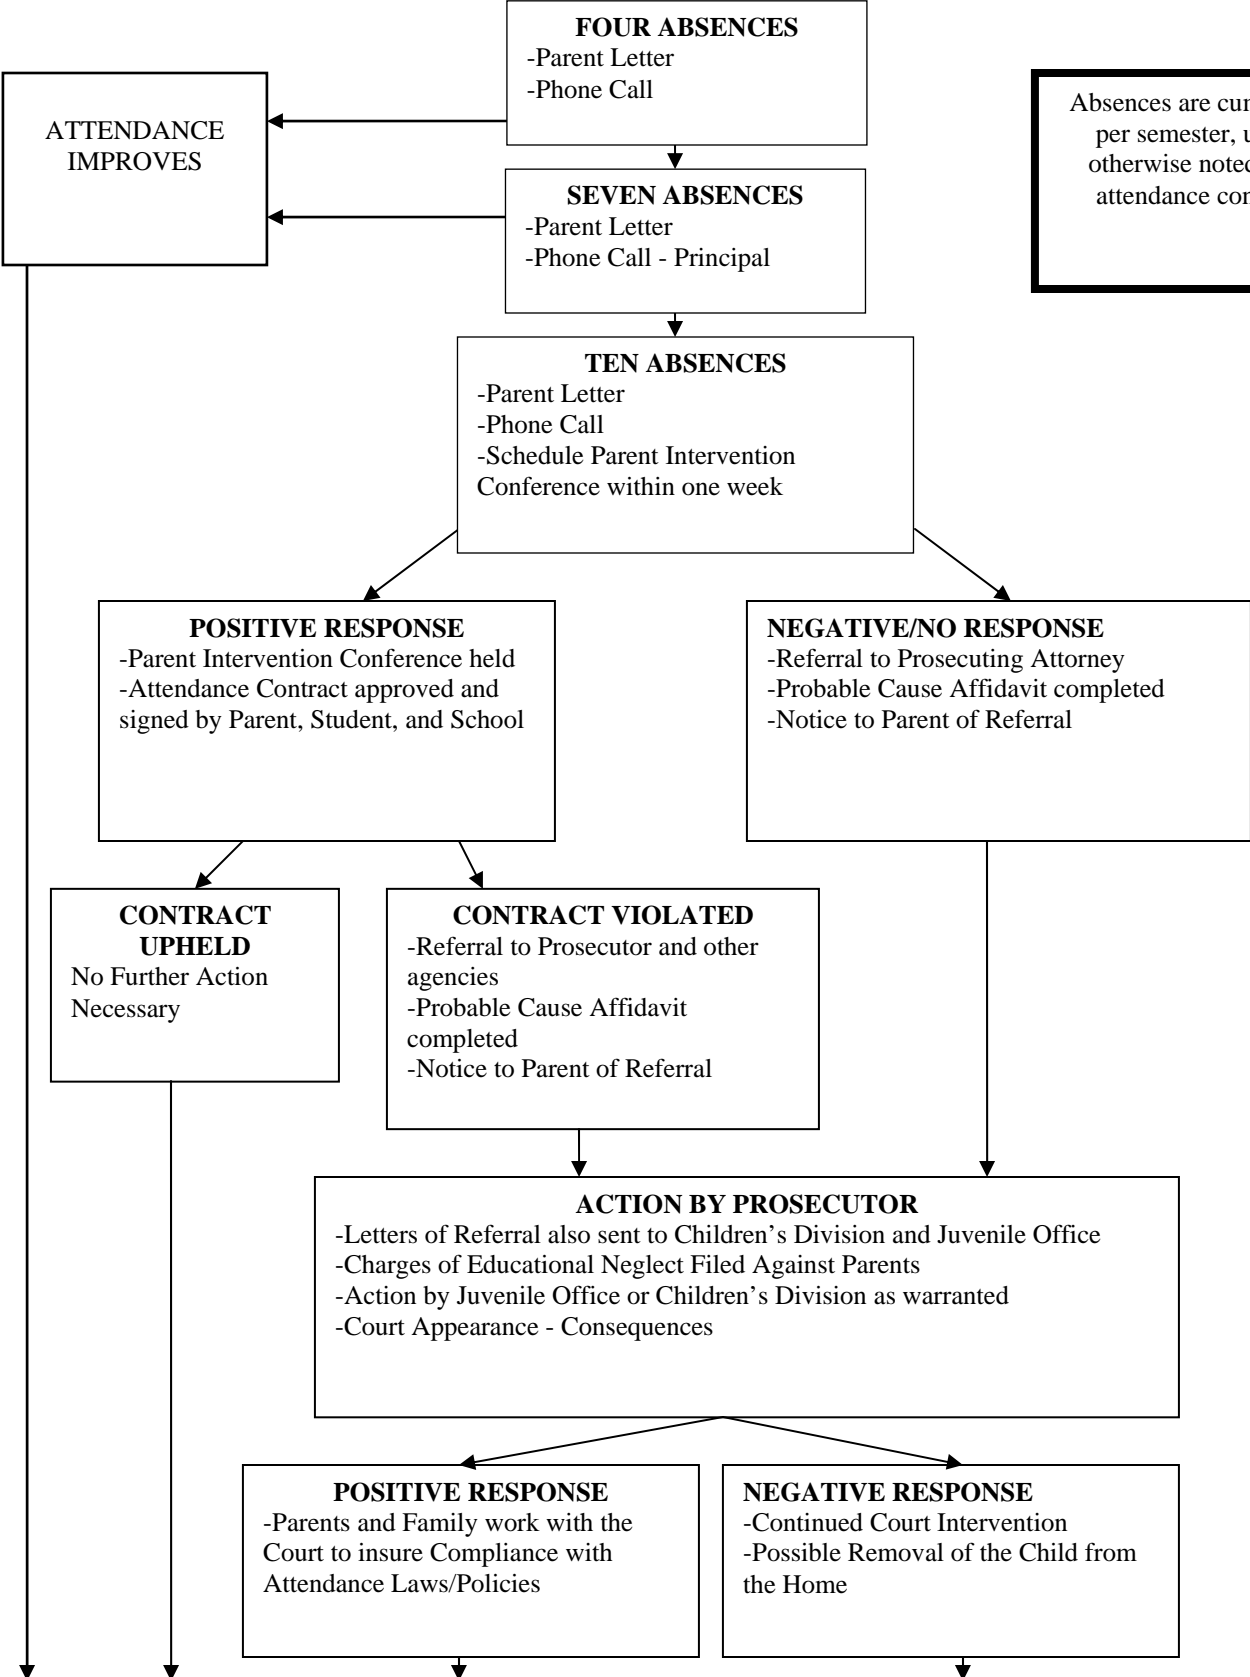 FOUR ABSENCES
-Parent Letter
-Phone Call
ATTENDANCE
IMPROVES
Absences are
per semester,
otherwise
attendance
SEVEN ABSENCES
-Parent Letter
-Phone Call - Principal
TEN ABSENCES
-Parent Letter
-Phone Call
-Schedule Parent Intervention
Conference within one week
POSITIVE RESPONSE
-Parent Intervention Conference held
-Attendance Contract approved and
signed by Parent, Student, and School
NEGATIVE/NO RESPONSE
-Referral to Prosecuting Attorney
-Probable Cause Affidavit completed
-Notice to Parent of Referral
CONTRACT
UPHELD
No Further Action
Necessary
CONTRACT VIOLATED
-Referral to Prosecutor and other
agencies
-Probable Cause Affidavit
completed
-Notice to Parent of Referral
ACTION BY PROSECUTOR
-Letters of Referral also sent to Children’s Division and Juvenile Office
-Charges of Educational Neglect Filed Against Parents
-Action by Juvenile Office or Children’s Division as warranted
-Court Appearance - Consequences
POSITIVE RESPONSE
-Parents and Family work with the
Court to insure Compliance with
Attendance Laws/Policies
NEGATIVE RESPONSE
-Continued Court Intervention
-Possible Removal of the Child from
the Home